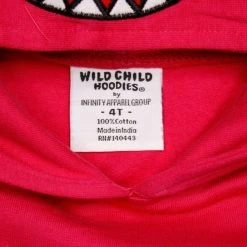 WILD CHILD
HOODIES®
by
INFINITY APPAREL GROUP
- 4T -
100% Cotton
Made in India
RN# 140443